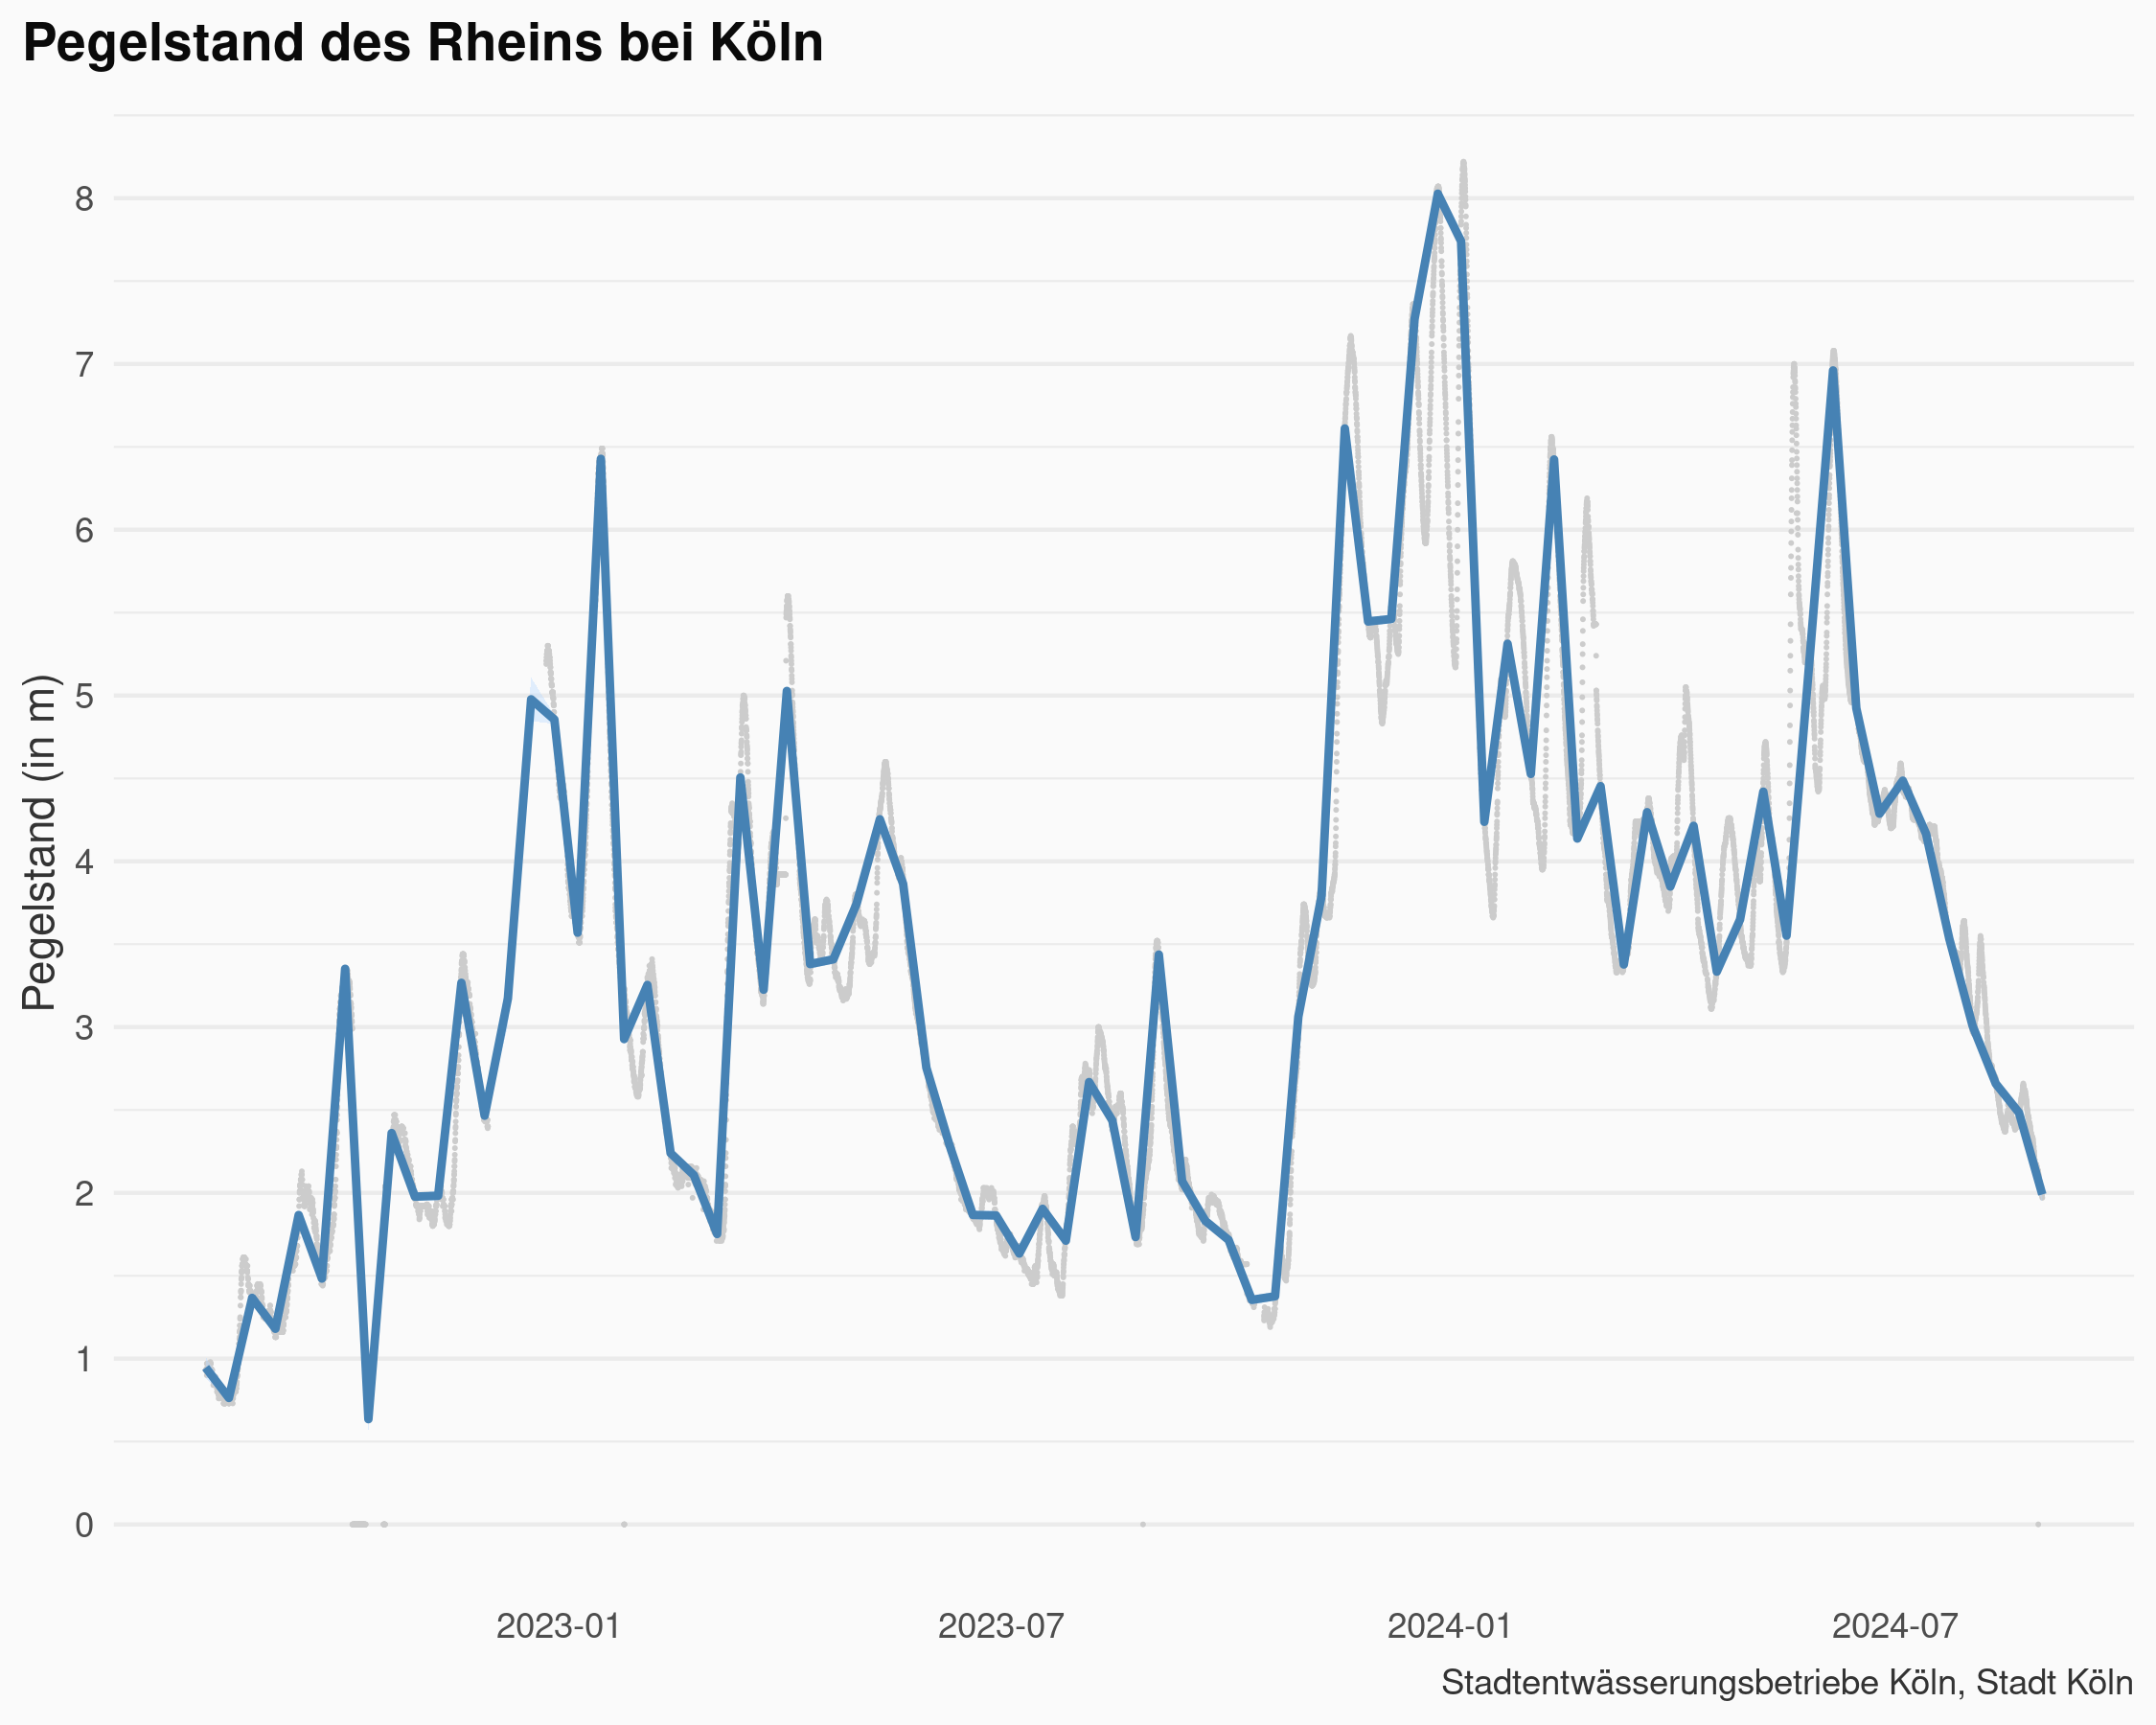 Pegelstand des Rheins bei Köln
Pegelstand (in m)
8
7
6
5
4
3
2
1
0
2023-01 2023-07 2024-01 2024-07
Stadtentwässerungsbetriebe Köln, Stadt Köln